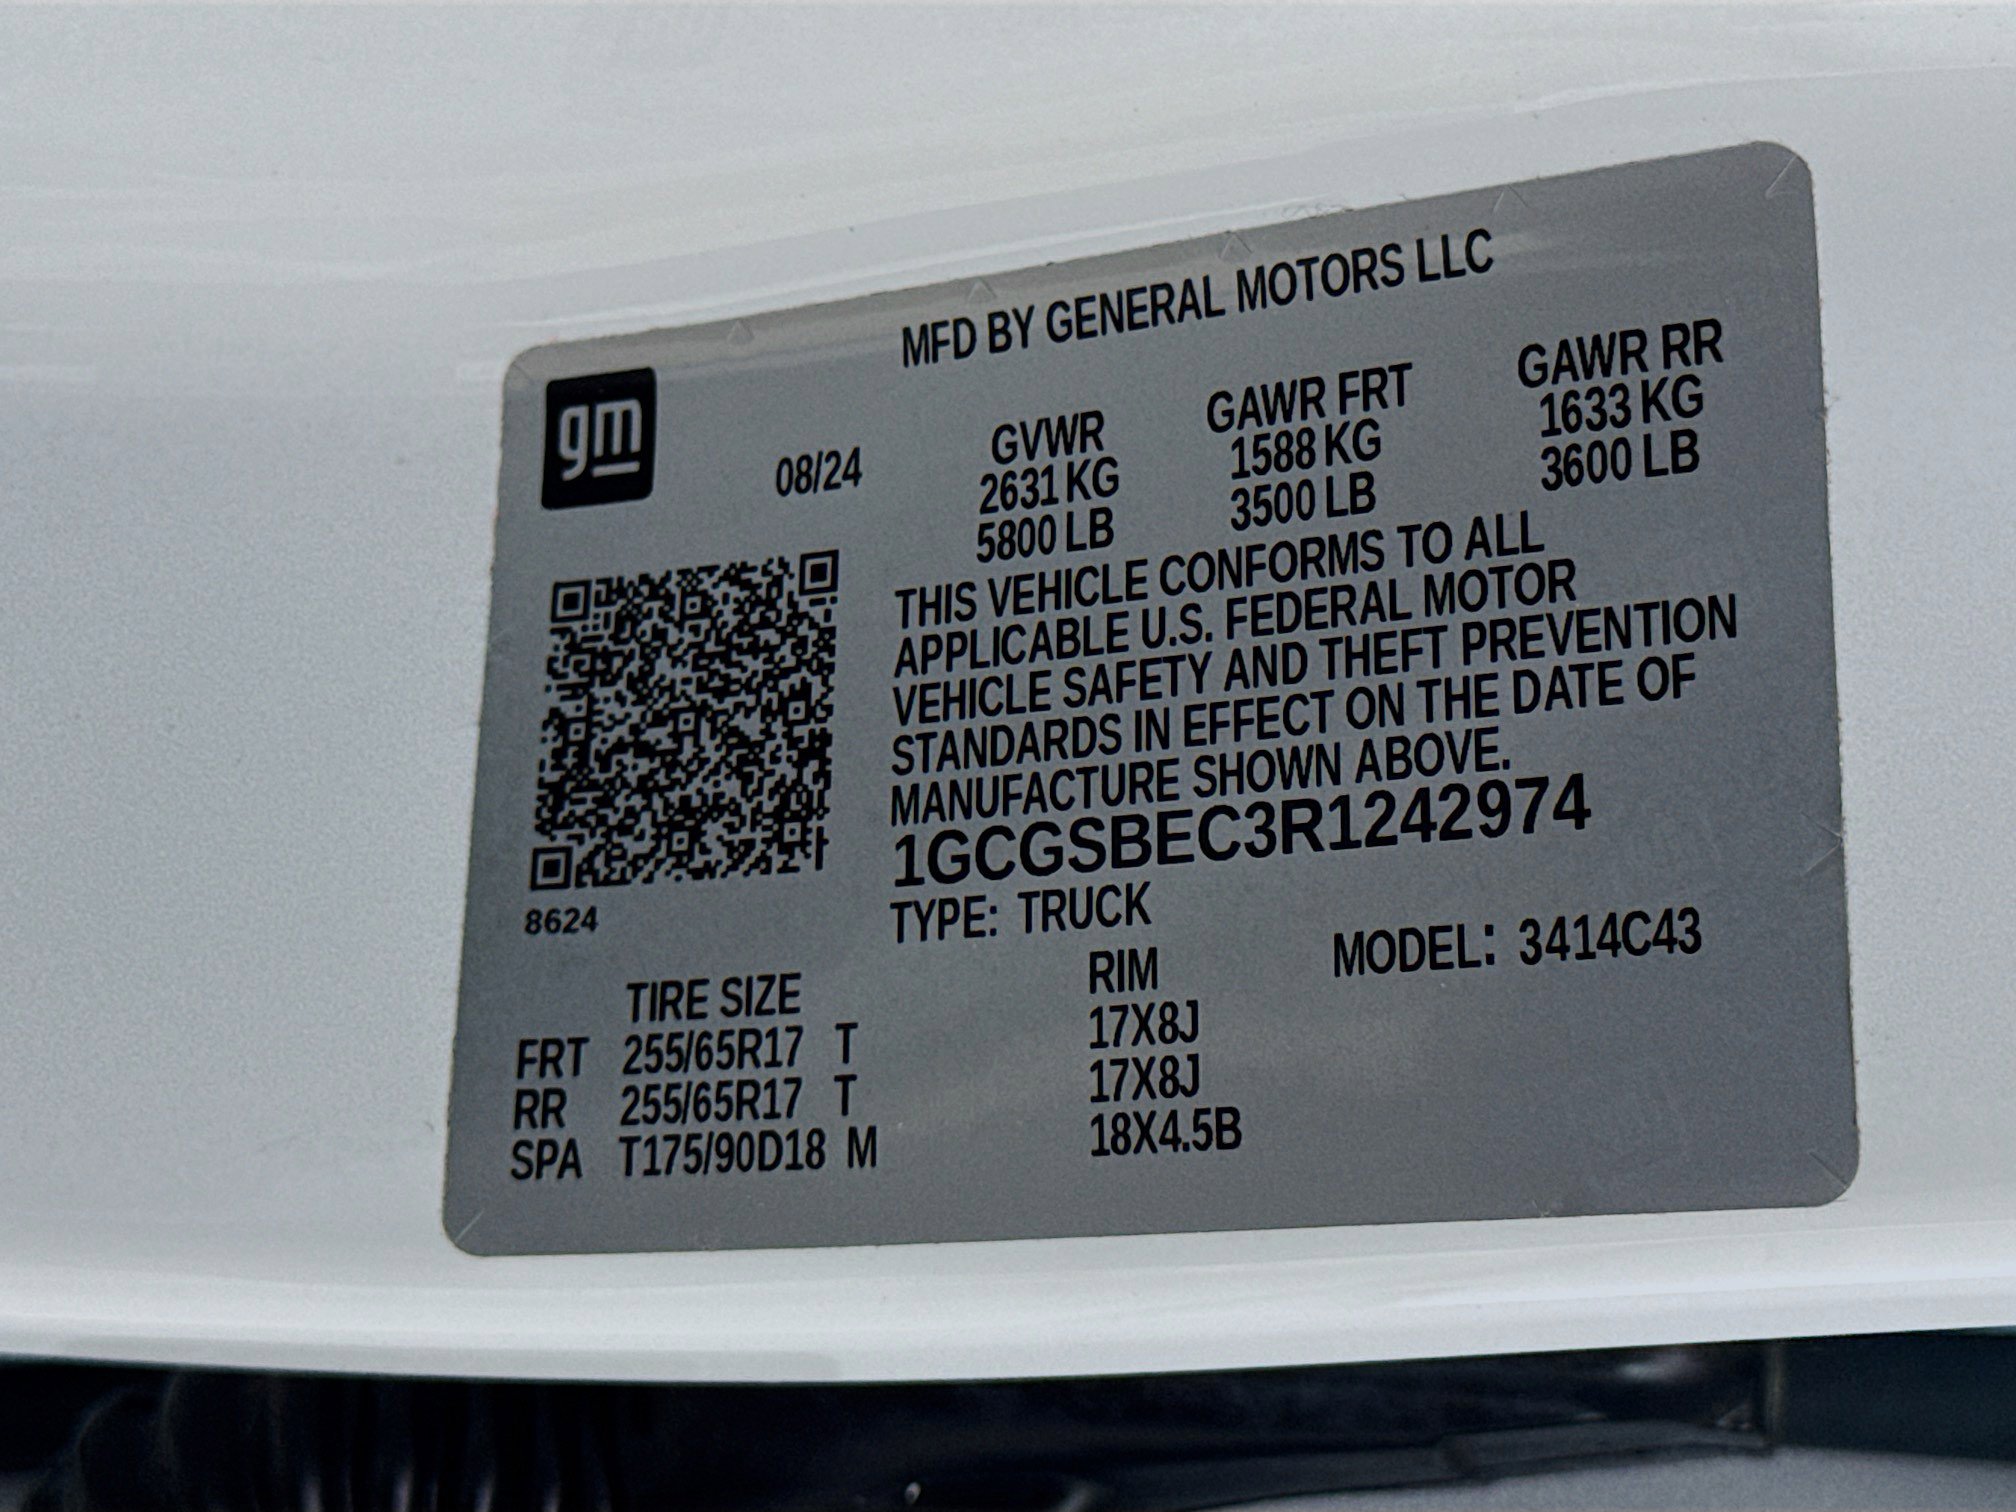 MFD BY GENERAL MOTORS LLC
gm
08/24
GVWR GAWR FRT GAWR RR
2631 KG 1588 KG 1633 KG
5800 LB 3500 LB 3600 LB
THIS VEHICLE CONFORMS TO ALL
APPLICABLE U.S. FEDERAL MOTOR
VEHICLE SAFETY AND THEFT PREVENTION
STANDARDS IN EFFECT ON THE DATE OF
MANUFACTURE SHOWN ABOVE.
1GCGSBEC3R1242974
8624
TYPE: TRUCK MODEL: 3414C43
TIRE SIZE RIM
FRT 255/65R17 T 17X8J
RR 255/65R17 T 17X8J
SPA T175/90D18 M 18X4.5B